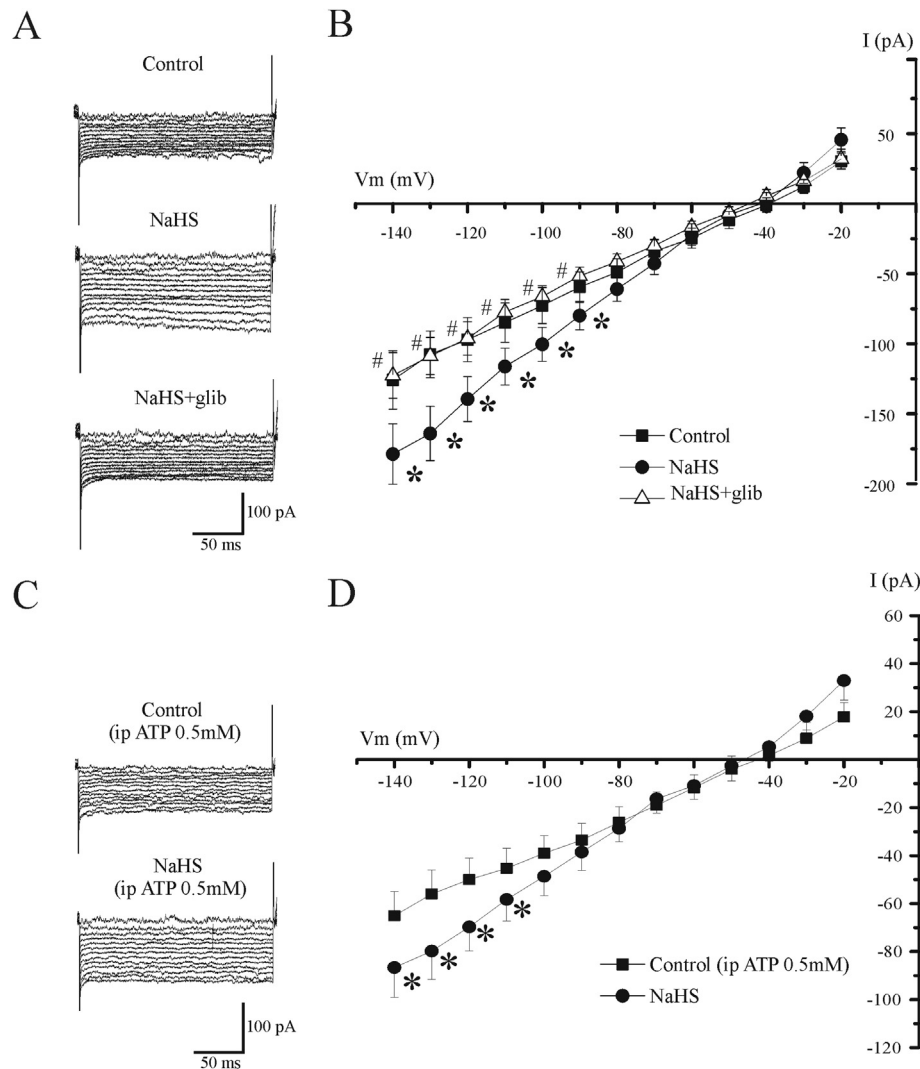 A
Control
NaHS
NaHS+glib
100 pA
50 ms
B
I (pA)
Vm (mV)
50
-140
-120
-100
-80
-60
-40
-20
-50
-100
-150
-200
#
#
#
#
#
#
*
*
*
*
*
*
Control
NaHS
NaHS+glib
C
Control
(ip ATP 0.5mM)
NaHS
(ip ATP 0.5mM)
100 pA
50 ms
D
I (pA)
Vm (mV)
60
40
20
-140
-120
-100
-80
-60
-40
-20
-20
-40
-60
-80
-100
-120
*
*
*
*
Control (ip ATP 0.5mM)
NaHS